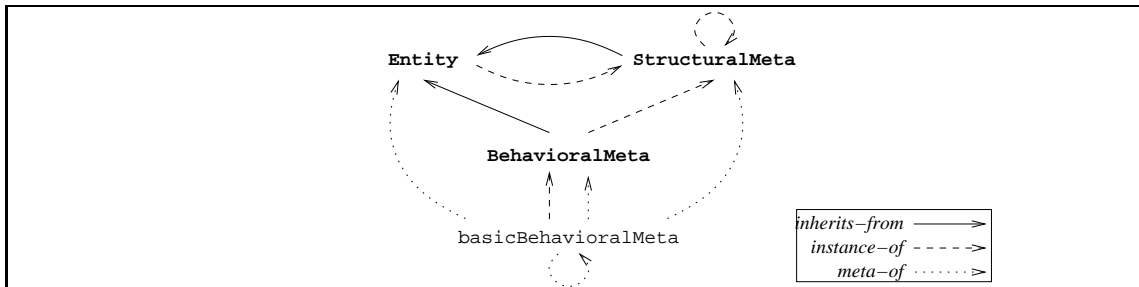 Entity
StructuralMeta
BehavioralMeta
basicBehavioralMeta
inherits−from
instance−of
meta−of